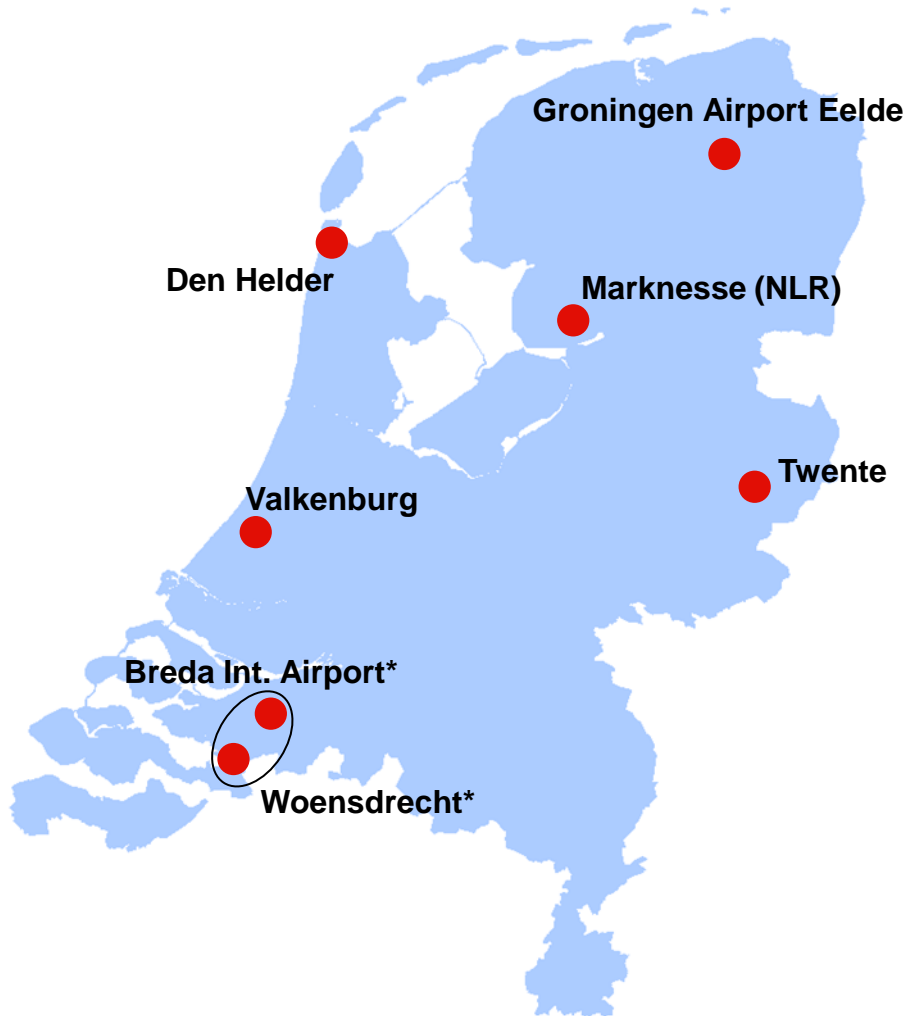 Groningen Airport Eelde
Den Helder
Marknesse (NLR)
Twente
Valkenburg
Breda Int. Airport*
Woensdrecht*